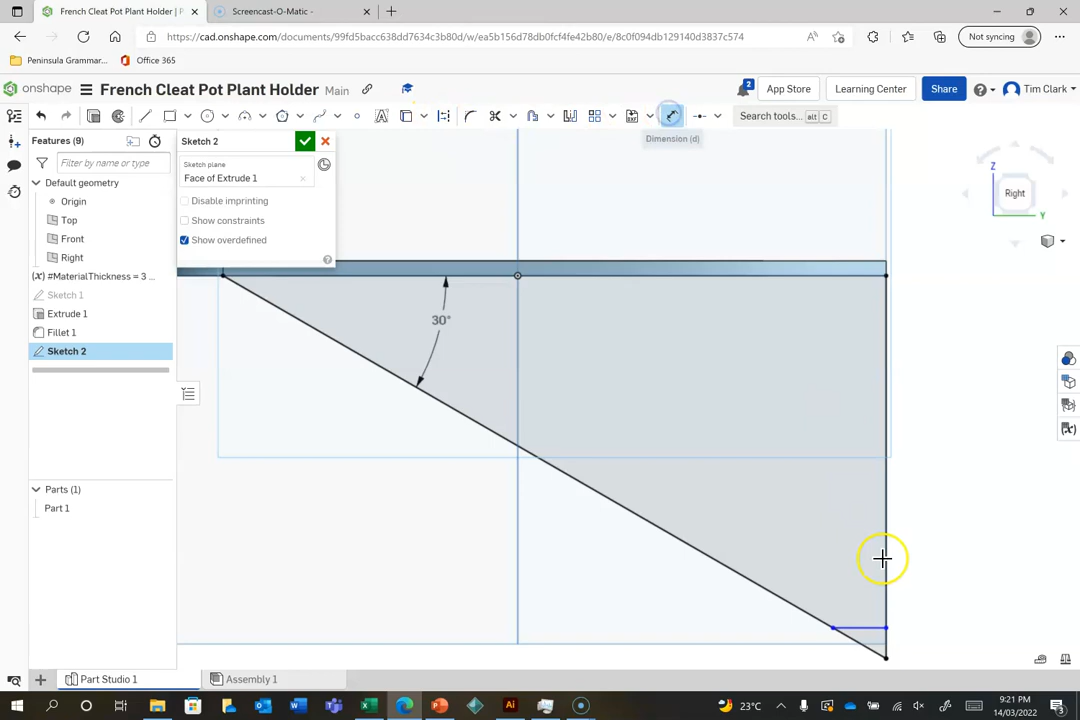 French Cleat Pot Plant Holder |
Screencast-O-Matic -
https://cad.onshape.com/documents/99fd5bacc638dd7634c3b80d/w/ea5b156d78db0fcf4fe42b80/e/8c0f094db129140d3837c574
Not syncing
Peninsula Grammar...
Office 365
onshape
French Cleat Pot Plant Holder Main
2
App Store
Learning Center
Share
Tim Clark
Search tools... alt C
Dimension (d)
Features (9)
Filter by name or type
Default geometry
Origin
Top
Front
Right
#MaterialThickness = 3 ...
Sketch 1
Extrude 1
Fillet 1
Sketch 2
Parts (1)
Part 1
Sketch 2
Sketch plane
Face of Extrude 1
Disable imprinting
Show constraints
Show overdefined
30°
Z
Right
Y
Part Studio 1
Assembly 1
23°C
9:21 PM
14/03/2022
3